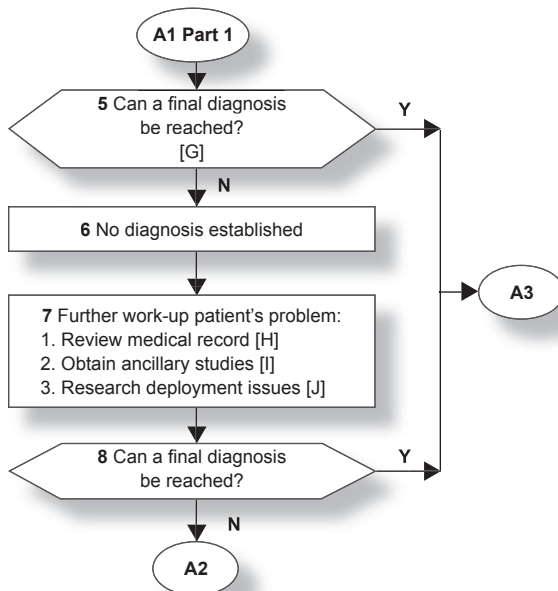 A1 Part 1
5 Can a final diagnosis
be reached?
[G]
Y
N
6 No diagnosis established
A3
7 Further work-up patient's problem:
1. Review medical record [H]
2. Obtain ancillary studies [I]
3. Research deployment issues [J]
8 Can a final diagnosis
be reached?
Y
N
A2